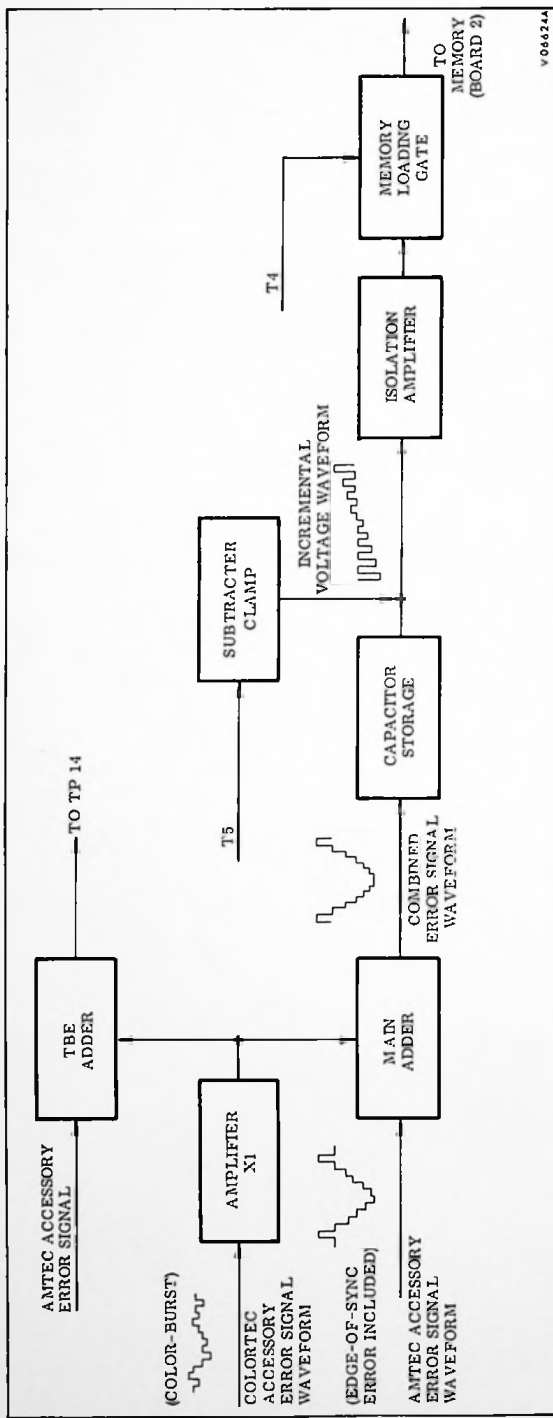 AMTEC ACCESSORY
ERROR SIGNAL
TBE
ADDER
TO TP 14
(COLOR-BURST)
COLORTEC
ACCESSORY
ERROR SIGNAL
WAVEFORM
AMPLIFIER
X1
(EDGE-OF-SYNC
ERROR INCLUDED)
AMTEC ACCESSORY
ERROR SIGNAL
WAVEFORM
MAIN
ADDER
COMBINED
ERROR SIGNAL
WAVEFORM
CAPACITOR
STORAGE
T5
SUBTRACTER
CLAMP
INCREMENTAL
VOLTAGE WAVEFORM
ISOLATION
AMPLIFIER
T4
MEMORY
LOADING
GATE
TO
MEMORY
(BOARD 2)
V06624A